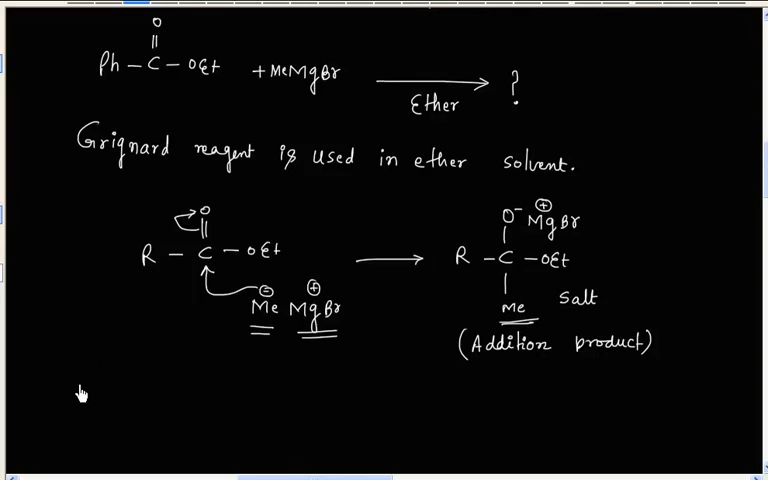 O
||
Ph - C - OEt + MeMgBr → ?
Ether
Grignard reagent is used in ether solvent.
O O⁻ ⊕MgBr
|| |
R - C - OEt → R - C - OEt
|
⊖ ⊕
Me MgBr Me Salt
(Addition product)